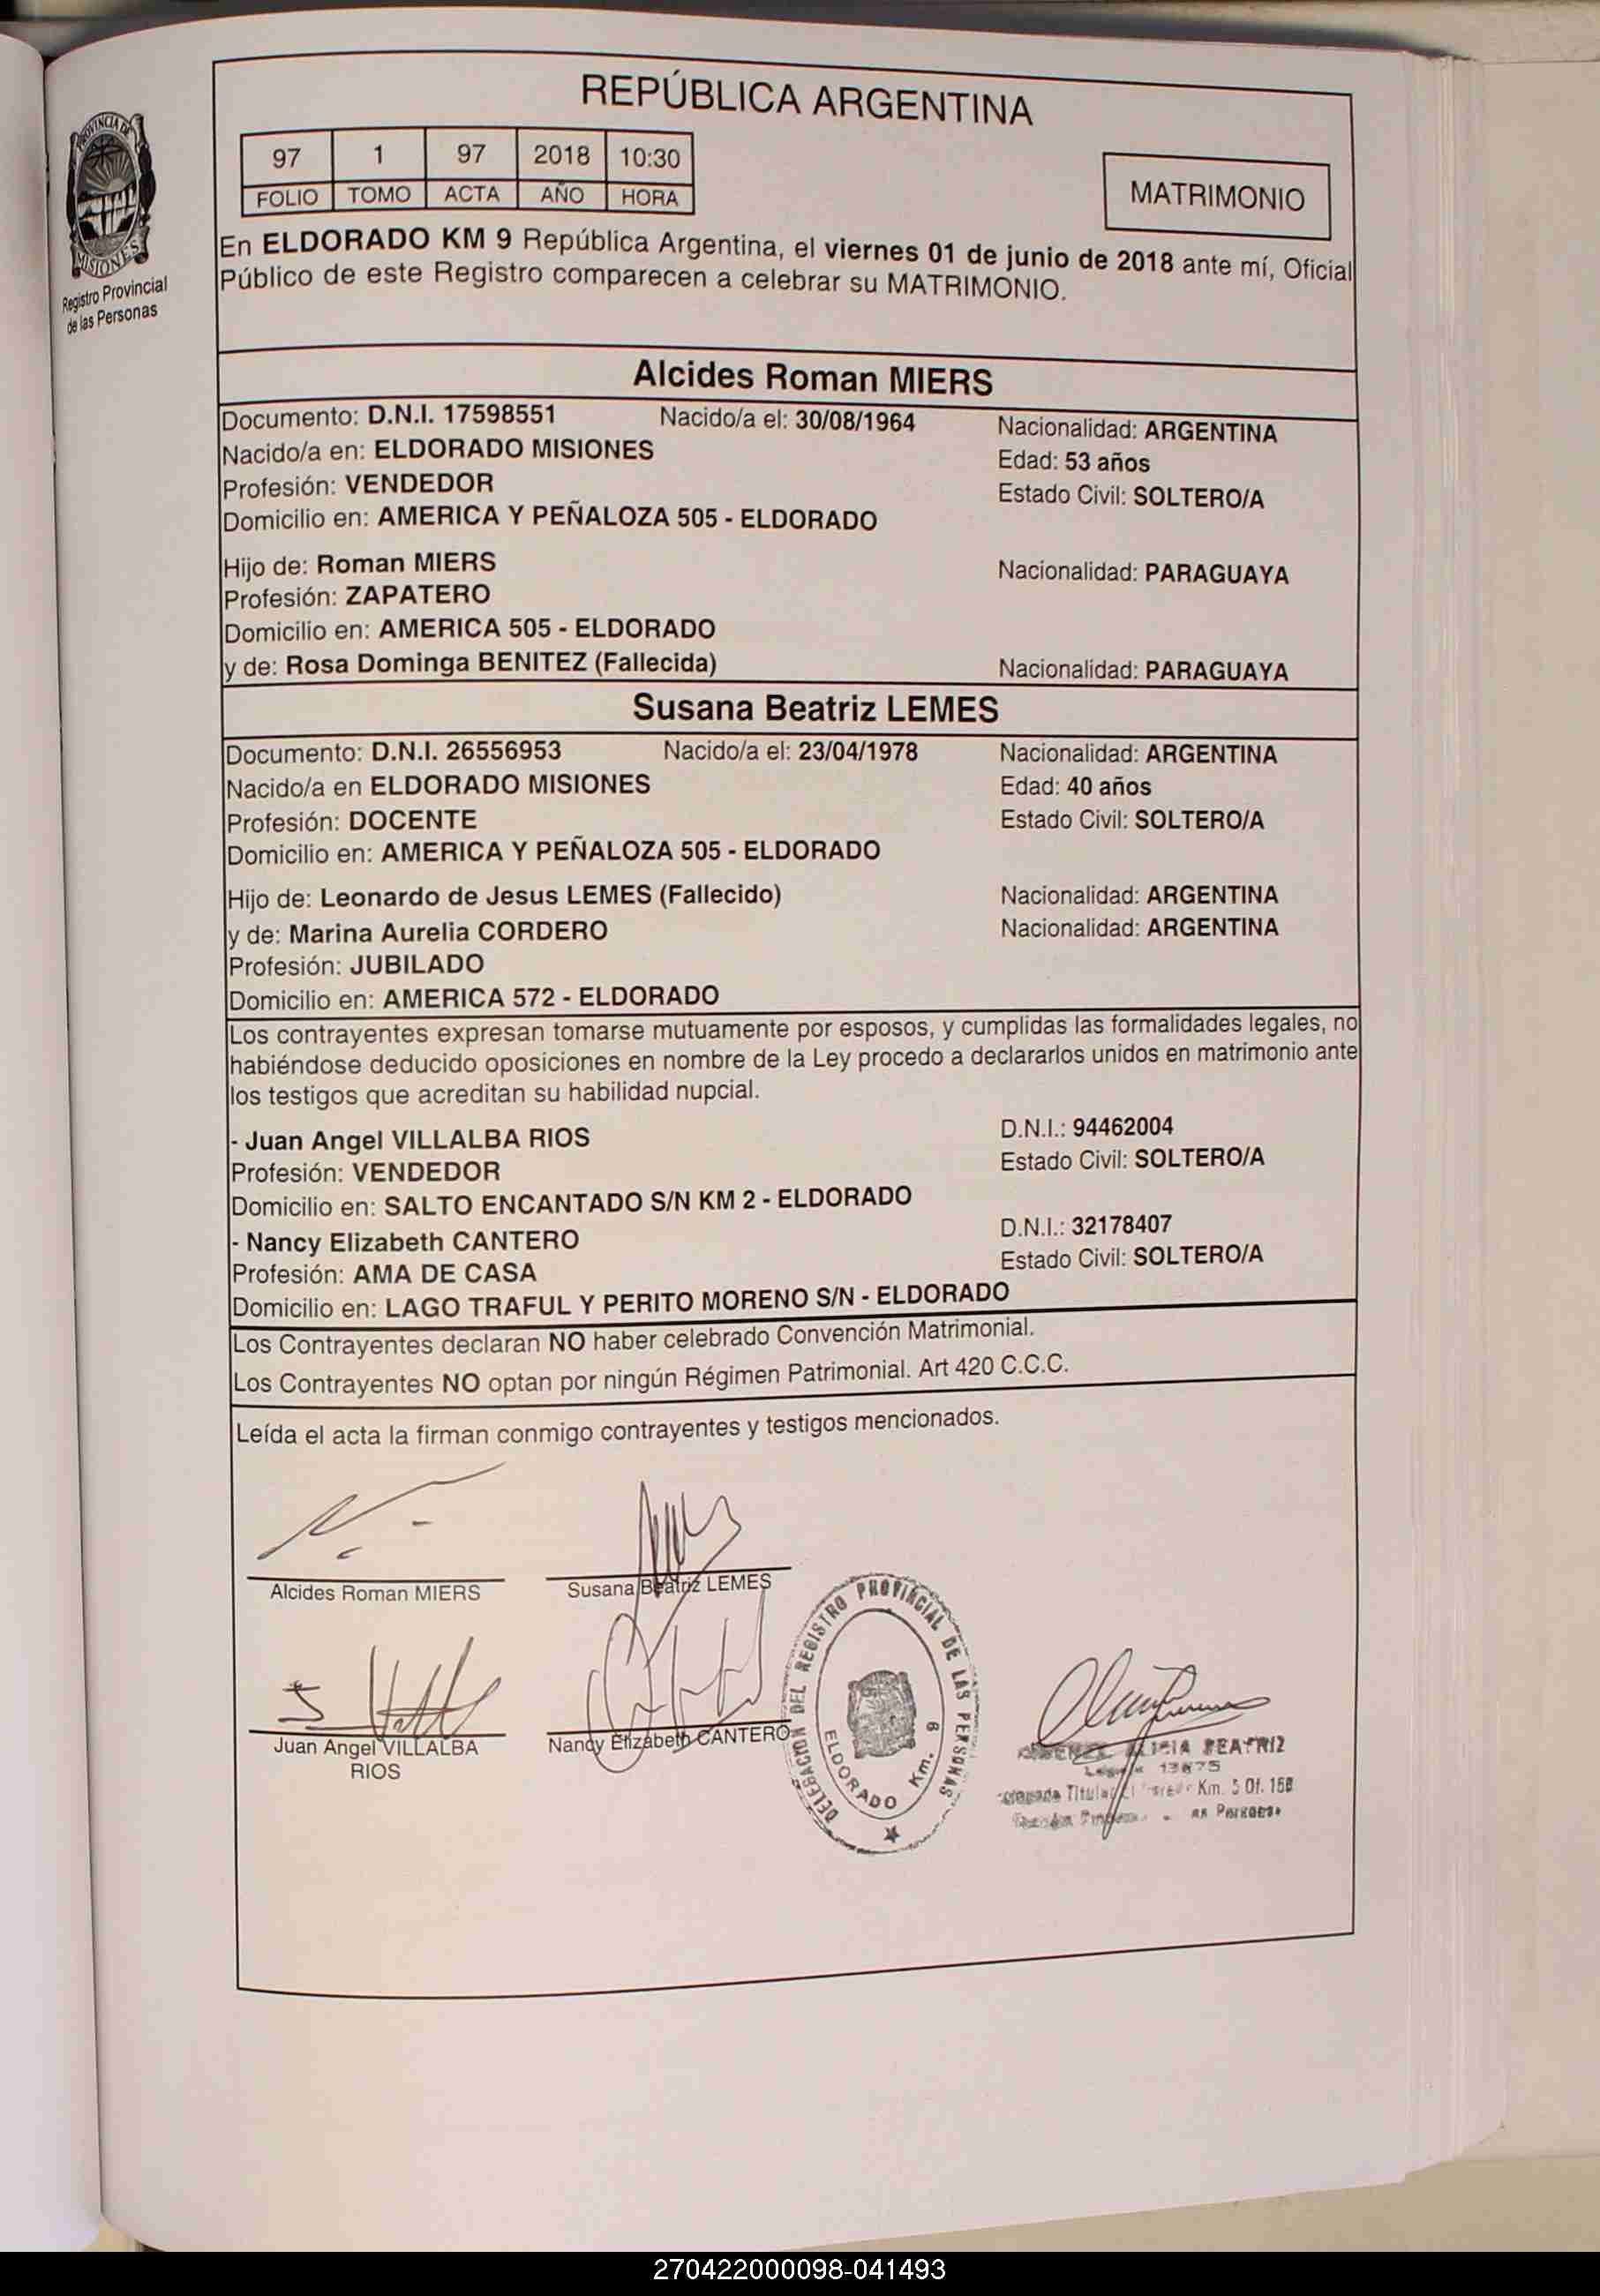 PROVINCIA DE
MISIONES
Registro Provincial
de las Personas
REPÚBLICA ARGENTINA
97 1 97 2018 10:30
FOLIO TOMO ACTA AÑO HORA
MATRIMONIO
En ELDORADO KM 9 República Argentina, el viernes 01 de junio de 2018 ante mí, Oficial
Público de este Registro comparecen a celebrar su MATRIMONIO.
Alcides Roman MIERS
Documento: D.N.I. 17598551 Nacido/a el: 30/08/1964 Nacionalidad: ARGENTINA
Nacido/a en: ELDORADO MISIONES Edad: 53 años
Profesión: VENDEDOR Estado Civil: SOLTERO/A
Domicilio en: AMERICA Y PEÑALOZA 505 - ELDORADO
Hijo de: Roman MIERS Nacionalidad: PARAGUAYA
Profesión: ZAPATERO
Domicilio en: AMERICA 505 - ELDORADO
y de: Rosa Dominga BENITEZ (Fallecida) Nacionalidad: PARAGUAYA
Susana Beatriz LEMES
Documento: D.N.I. 26556953 Nacido/a el: 23/04/1978 Nacionalidad: ARGENTINA
Nacido/a en ELDORADO MISIONES Edad: 40 años
Profesión: DOCENTE Estado Civil: SOLTERO/A
Domicilio en: AMERICA Y PEÑALOZA 505 - ELDORADO
Hijo de: Leonardo de Jesus LEMES (Fallecido) Nacionalidad: ARGENTINA
y de: Marina Aurelia CORDERO Nacionalidad: ARGENTINA
Profesión: JUBILADO
Domicilio en: AMERICA 572 - ELDORADO
Los contrayentes expresan tomarse mutuamente por esposos, y cumplidas las formalidades legales, no
habiéndose deducido oposiciones en nombre de la Ley procedo a declararlos unidos en matrimonio ante
los testigos que acreditan su habilidad nupcial.
- Juan Angel VILLALBA RIOS D.N.I.: 94462004
Profesión: VENDEDOR Estado Civil: SOLTERO/A
Domicilio en: SALTO ENCANTADO S/N KM 2 - ELDORADO
- Nancy Elizabeth CANTERO D.N.I.: 32178407
Profesión: AMA DE CASA Estado Civil: SOLTERO/A
Domicilio en: LAGO TRAFUL Y PERITO MORENO S/N - ELDORADO
Los Contrayentes declaran NO haber celebrado Convención Matrimonial.
Los Contrayentes NO optan por ningún Régimen Patrimonial. Art 420 C.C.C.
Leída el acta la firman conmigo contrayentes y testigos mencionados.
Alcides Roman MIERS Susana Beatriz LEMES
Juan Angel VILLALBA
RIOS
Nancy Elizabeth CANTERO
DELEGACION DEL REGISTRO PROVINCIAL DE LAS PERSONAS
ELDORADO Km. 9
BEATRIZ
13675
Titular Km. Of.
270422000098-041493